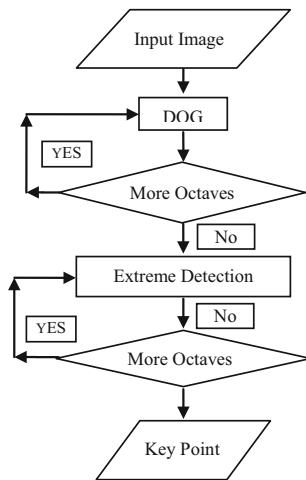 Input Image
DOG
YES
More Octaves
No
Extreme Detection
No
YES
More Octaves
Key Point